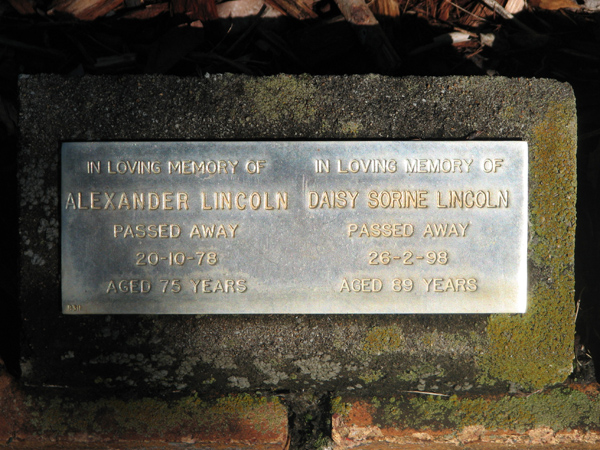 IN LOVING MEMORY OF
ALEXANDER LINCOLN
PASSED AWAY
20-10-78
AGED 75 YEARS
IN LOVING MEMORY OF
DAISY SORINE LINCOLN
PASSED AWAY
26-2-98
AGED 89 YEARS